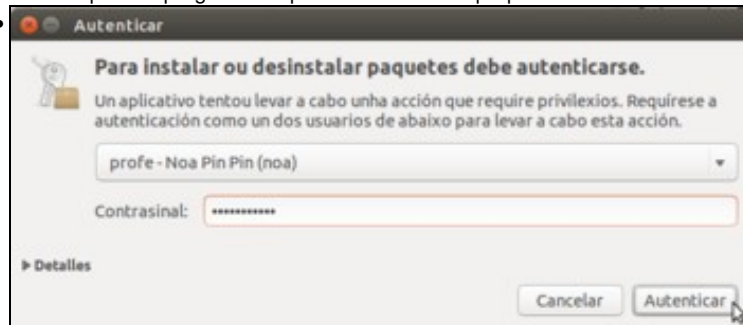 Autenticar
Para instalar ou desinstalar paquetes debe autenticarse.
Un aplicativo tentou levar a cabo unha acción que require privilexios. Requírese a
autenticación como un dos usuarios de abaixo para levar a cabo esta acción.
profe - Noa Pin Pin (noa)
Contrasinal: •••••••••••
Detalles
Cancelar Autenticar